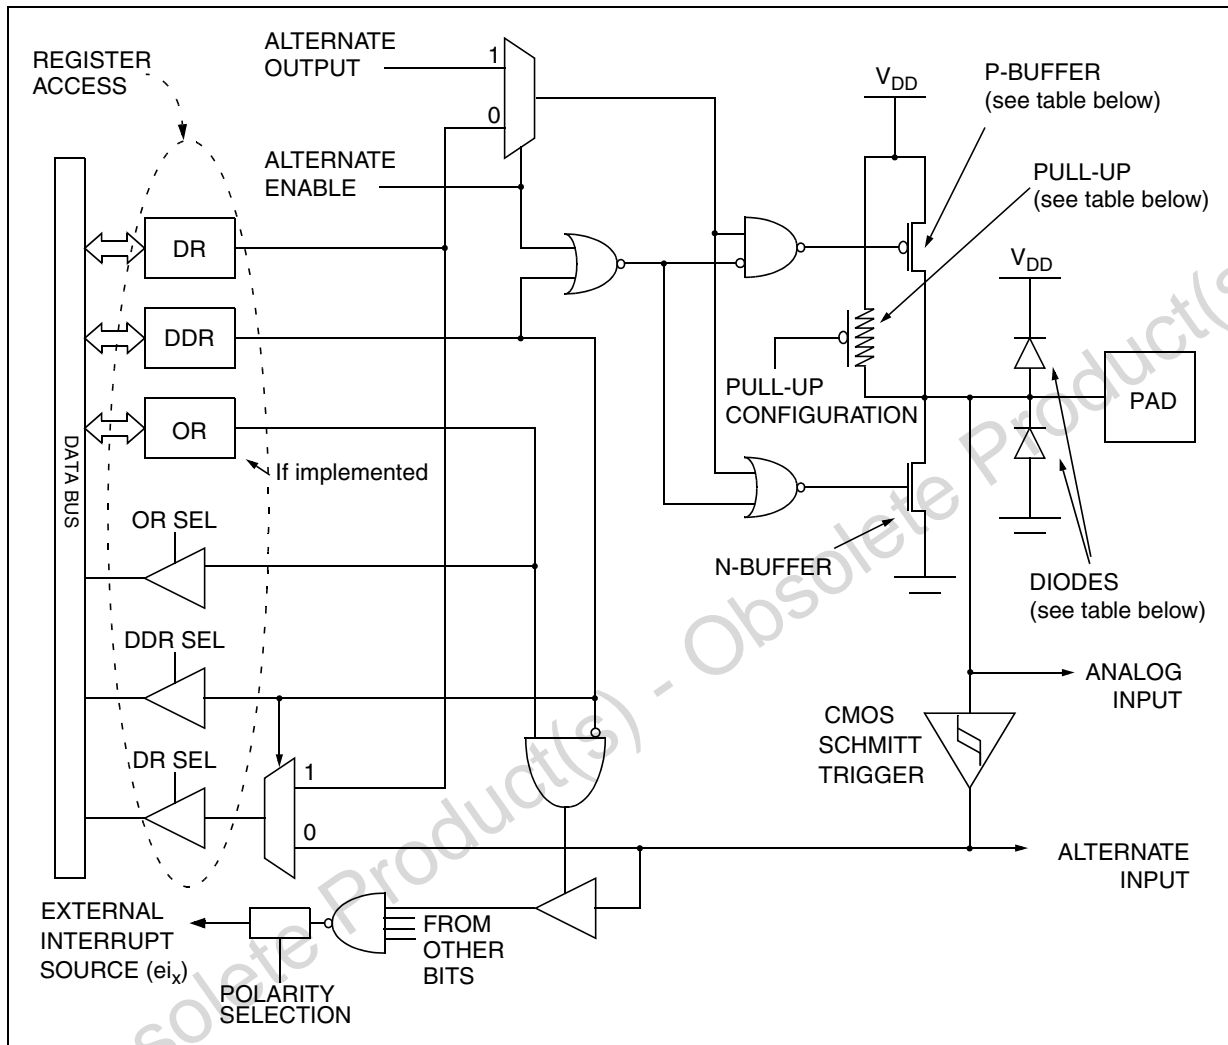 REGISTER
ACCESS
ALTERNATE
OUTPUT
1
0
ALTERNATE
ENABLE
VDD
P-BUFFER
(see table below)
PULL-UP
(see table below)
DR
DDR
OR
If implemented
DATA BUS
VDD
PAD
PULL-UP
CONFIGURATION
N-BUFFER
DIODES
(see table below)
OR SEL
DDR SEL
DR SEL
1
0
CMOS
SCHMITT
TRIGGER
ANALOG
INPUT
ALTERNATE
INPUT
EXTERNAL
INTERRUPT
SOURCE (eix)
POLARITY
SELECTION
FROM
OTHER
BITS
solete Product(s) - Obsolete Product(s